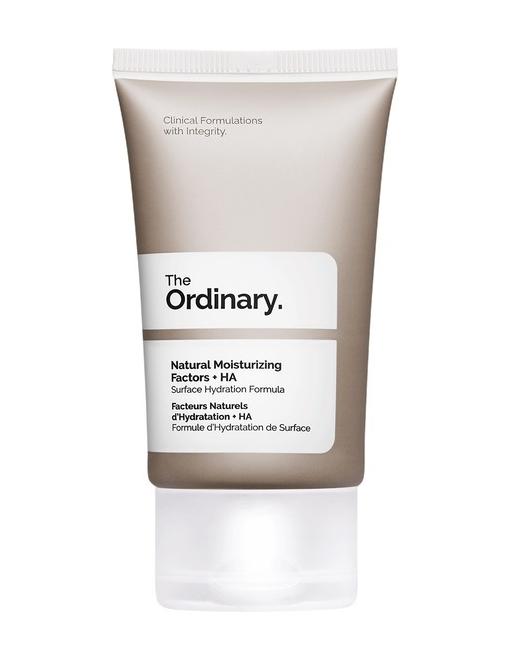 Clinical Formulations
with Integrity.
The
Ordinary.
Natural Moisturizing
Factors + HA
Surface Hydration Formula
Facteurs Naturels
d'Hydratation + HA
Formule d'Hydratation de Surface